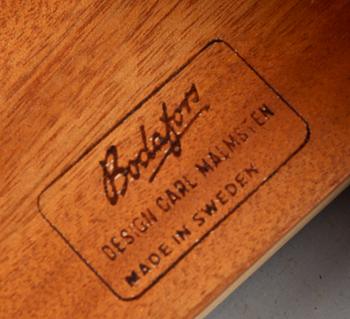 Bodafors
DESIGN CARL MALMSTEN
MADE IN SWEDEN